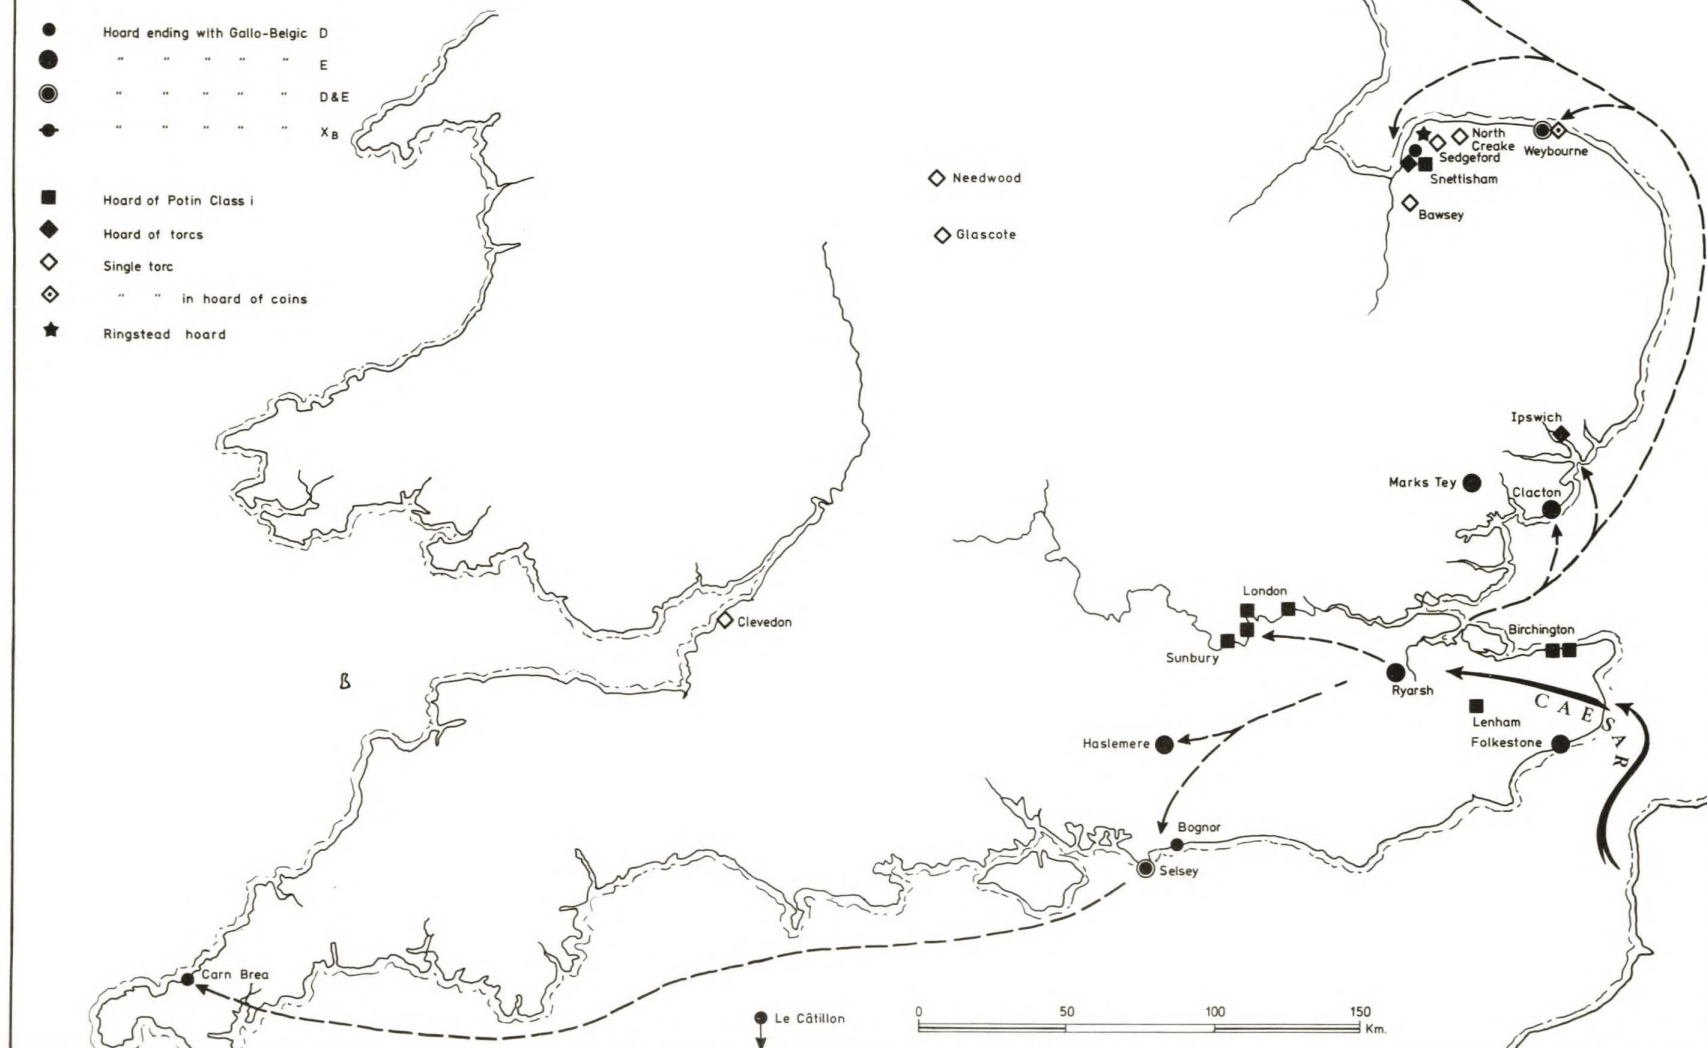 Hoard ending with Gallo-Belgic D
" " " " " E
" " " " " D&E
" " " " " XB
Hoard of Potin Class i
Hoard of torcs
Single torc
" " in hoard of coins
Ringstead hoard
Needwood
Glascote
North
Creake
Sedgeford
Weybourne
Snettisham
Bawsey
Ipswich
Marks Tey
Clacton
London
Clevedon
Sunbury
Birchington
Ryarsh
CAESAR
Lenham
Haslemere
Folkestone
Bognor
Selsey
Carn Brea
Le Câtillon
0 50 100 150
Km.